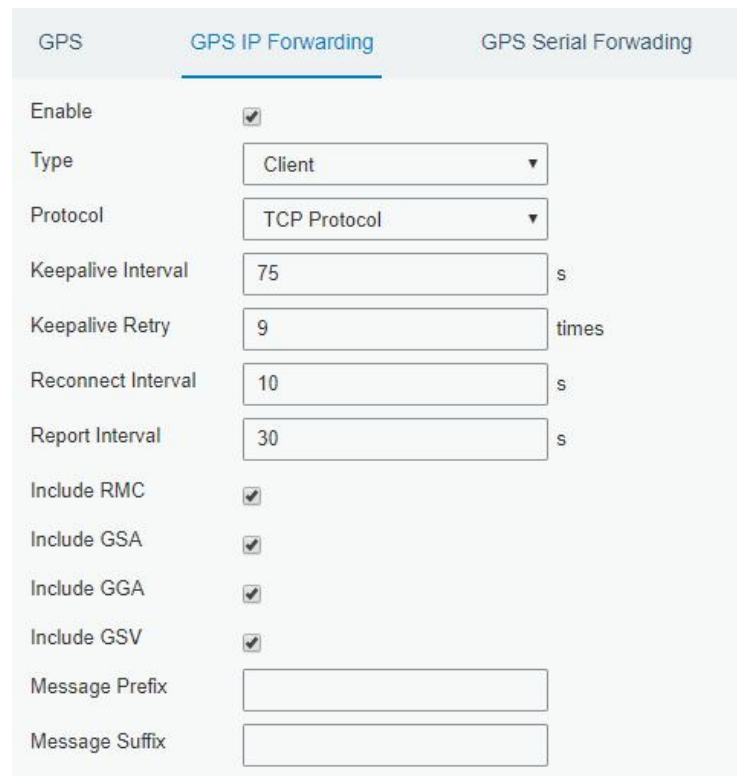 GPS GPS IP Forwarding GPS Serial Forwading
Enable
Type Client
Protocol TCP Protocol
Keepalive Interval 75 s
Keepalive Retry 9 times
Reconnect Interval 10 s
Report Interval 30 s
Include RMC
Include GSA
Include GGA
Include GSV
Message Prefix
Message Suffix